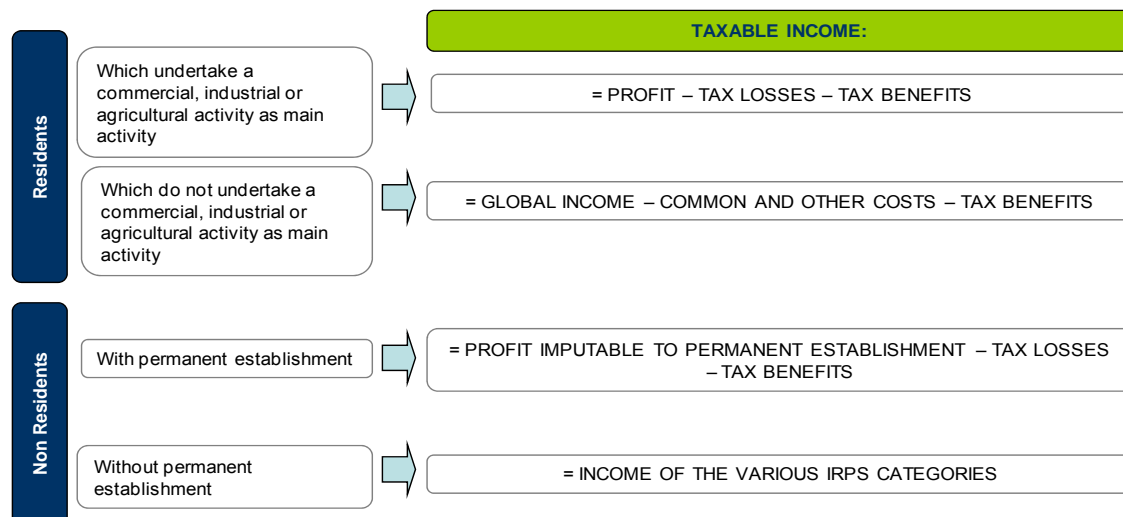 TAXABLE INCOME:
Residents
Which undertake a
commercial, industrial or
agricultural activity as main
activity
= PROFIT – TAX LOSSES – TAX BENEFITS
Which do not undertake a
commercial, industrial or
agricultural activity as main
activity
= GLOBAL INCOME – COMMON AND OTHER COSTS – TAX BENEFITS
Non Residents
With permanent establishment
= PROFIT IMPUTABLE TO PERMANENT ESTABLISHMENT – TAX LOSSES
– TAX BENEFITS
Without permanent
establishment
= INCOME OF THE VARIOUS IRPS CATEGORIES